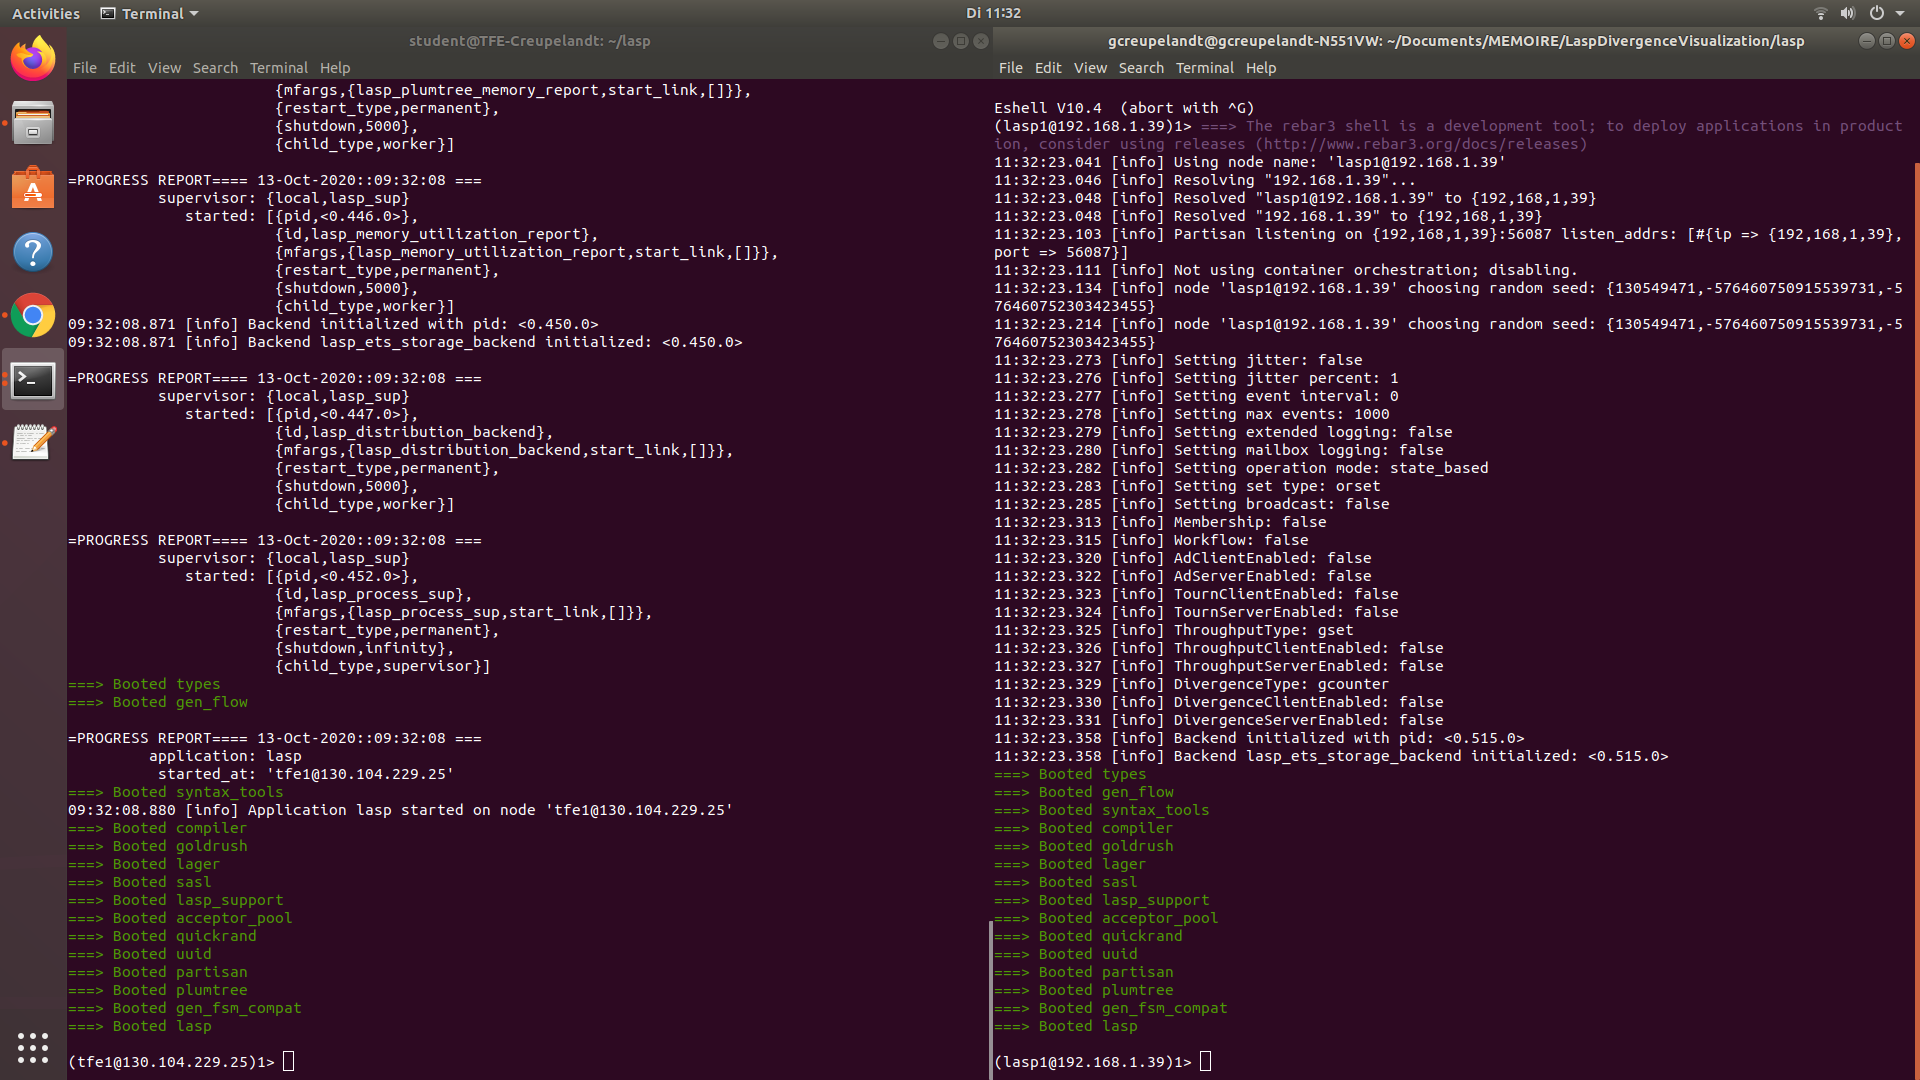 Activities
Terminal
Di 11:32
student@TFE-Creupelandt: ~/lasp
File Edit View Search Terminal Help
{mfargs,{lasp_plumtree_memory_report,start_link,[]}},
{restart_type,permanent},
{shutdown,5000},
{child_type,worker}]
=PROGRESS REPORT==== 13-Oct-2020::09:32:08 ===
supervisor: {local,lasp_sup}
started: [{pid,<0.446.0>},
{id,lasp_memory_utilization_report},
{mfargs,{lasp_memory_utilization_report,start_link,[]}},
{restart_type,permanent},
{shutdown,5000},
{child_type,worker}]
09:32:08.871 [info] Backend initialized with pid: <0.450.0>
09:32:08.871 [info] Backend lasp_ets_storage_backend initialized: <0.450.0>
=PROGRESS REPORT==== 13-Oct-2020::09:32:08 ===
supervisor: {local,lasp_sup}
started: [{pid,<0.447.0>},
{id,lasp_distribution_backend},
{mfargs,{lasp_distribution_backend,start_link,[]}},
{restart_type,permanent},
{shutdown,5000},
{child_type,worker}]
=PROGRESS REPORT==== 13-Oct-2020::09:32:08 ===
supervisor: {local,lasp_sup}
started: [{pid,<0.452.0>},
{id,lasp_process_sup},
{mfargs,{lasp_process_sup,start_link,[]}},
{restart_type,permanent},
{shutdown,infinity},
{child_type,supervisor}]
===> Booted types
===> Booted gen_flow
=PROGRESS REPORT==== 13-Oct-2020::09:32:08 ===
application: lasp
started_at: 'tfe1@130.104.229.25'
===> Booted syntax_tools
09:32:08.880 [info] Application lasp started on node 'tfe1@130.104.229.25'
===> Booted compiler
===> Booted goldrush
===> Booted lager
===> Booted sasl
===> Booted lasp_support
===> Booted acceptor_pool
===> Booted quickrand
===> Booted uuid
===> Booted partisan
===> Booted plumtree
===> Booted gen_fsm_compat
===> Booted lasp
(tfe1@130.104.229.25)1>
gcreupelandt@gcreupelandt-N551VW: ~/Documents/MEMOIRE/LaspDivergenceVisualization/lasp
File Edit View Search Terminal Help
Eshell V10.4  (abort with ^G)
(lasp1@192.168.1.39)1> ===> The rebar3 shell is a development tool; to deploy applications in product
ion, consider using releases (http://www.rebar3.org/docs/releases)
11:32:23.041 [info] Using node name: 'lasp1@192.168.1.39'
11:32:23.046 [info] Resolving "192.168.1.39"...
11:32:23.048 [info] Resolved "lasp1@192.168.1.39" to {192,168,1,39}
11:32:23.048 [info] Resolved "192.168.1.39" to {192,168,1,39}
11:32:23.103 [info] Partisan listening on {192,168,1,39}:56087 listen_addrs: [#{ip => {192,168,1,39},
port => 56087}]
11:32:23.111 [info] Not using container orchestration; disabling.
11:32:23.134 [info] node 'lasp1@192.168.1.39' choosing random seed: {130549471,-576460750915539731,-5
76460752303423455}
11:32:23.214 [info] node 'lasp1@192.168.1.39' choosing random seed: {130549471,-576460750915539731,-5
76460752303423455}
11:32:23.273 [info] Setting jitter: false
11:32:23.276 [info] Setting jitter percent: 1
11:32:23.277 [info] Setting event interval: 0
11:32:23.278 [info] Setting max events: 1000
11:32:23.279 [info] Setting extended logging: false
11:32:23.280 [info] Setting mailbox logging: false
11:32:23.282 [info] Setting operation mode: state_based
11:32:23.283 [info] Setting set type: orset
11:32:23.285 [info] Setting broadcast: false
11:32:23.313 [info] Membership: false
11:32:23.315 [info] Workflow: false
11:32:23.320 [info] AdClientEnabled: false
11:32:23.322 [info] AdServerEnabled: false
11:32:23.323 [info] TournClientEnabled: false
11:32:23.324 [info] TournServerEnabled: false
11:32:23.325 [info] ThroughputType: gset
11:32:23.326 [info] ThroughputClientEnabled: false
11:32:23.327 [info] ThroughputServerEnabled: false
11:32:23.329 [info] DivergenceType: gcounter
11:32:23.330 [info] DivergenceClientEnabled: false
11:32:23.331 [info] DivergenceServerEnabled: false
11:32:23.358 [info] Backend initialized with pid: <0.515.0>
11:32:23.358 [info] Backend lasp_ets_storage_backend initialized: <0.515.0>
===> Booted types
===> Booted gen_flow
===> Booted syntax_tools
===> Booted compiler
===> Booted goldrush
===> Booted lager
===> Booted sasl
===> Booted lasp_support
===> Booted acceptor_pool
===> Booted quickrand
===> Booted uuid
===> Booted partisan
===> Booted plumtree
===> Booted gen_fsm_compat
===> Booted lasp
(lasp1@192.168.1.39)1>